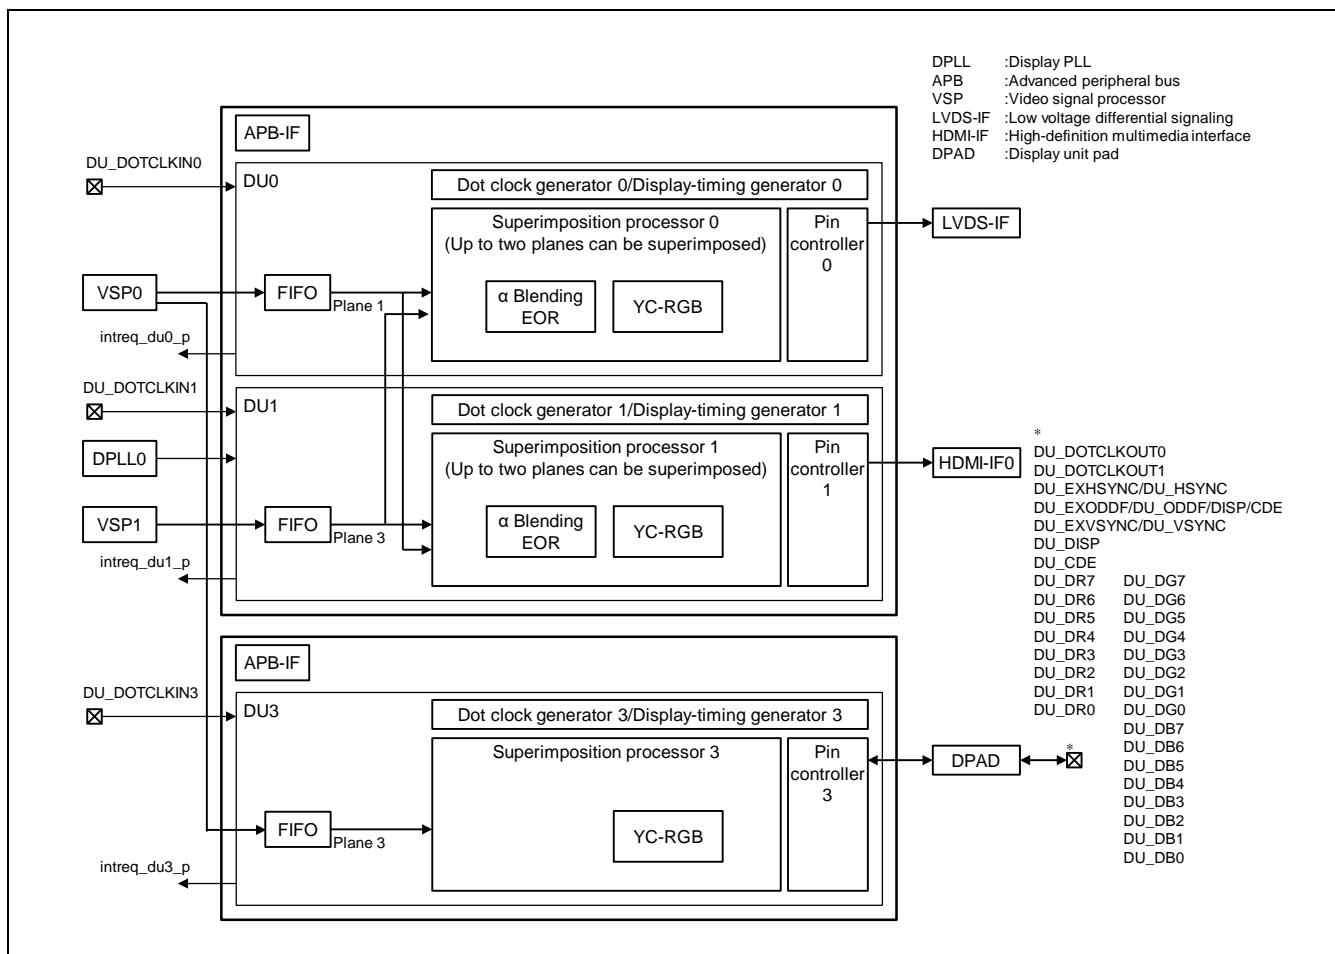 DPLL :Display PLL
APB :Advanced peripheral bus
VSP :Video signal processor
LVDS-IF :Low voltage differential signaling
HDMI-IF :High-definition multimedia interface
DPAD :Display unit pad
APB-IF
DU_DOTCLKIN0
DU0
Dot clock generator 0/Display-timing generator 0
Superimposition processor 0
(Up to two planes can be superimposed)
Pin
controller
0
LVDS-IF
VSP0
FIFO
Plane 1
α Blending
EOR
YC-RGB
intreq_du0_p
DU_DOTCLKIN1
DU1
Dot clock generator 1/Display-timing generator 1
DPLL0
Superimposition processor 1
(Up to two planes can be superimposed)
Pin
controller
1
HDMI-IF0
VSP1
FIFO
Plane 3
α Blending
EOR
YC-RGB
intreq_du1_p
*
DU_DOTCLKOUT0
DU_DOTCLKOUT1
DU_EXHSYNC/DU_HSYNC
DU_EXODDF/DU_ODDF/DISP/CDE
DU_EXVSYNC/DU_VSYNC
DU_DISP
DU_CDE
DU_DR7 DU_DG7
DU_DR6 DU_DG6
DU_DR5 DU_DG5
DU_DR4 DU_DG4
DU_DR3 DU_DG3
DU_DR2 DU_DG2
DU_DR1 DU_DG1
DU_DR0 DU_DG0
DU_DB7
DU_DB6
DU_DB5
DU_DB4
DU_DB3
DU_DB2
DU_DB1
DU_DB0
APB-IF
DU_DOTCLKIN3
DU3
Dot clock generator 3/Display-timing generator 3
Superimposition processor 3
Pin
controller
3
DPAD
*
FIFO
Plane 3
YC-RGB
intreq_du3_p